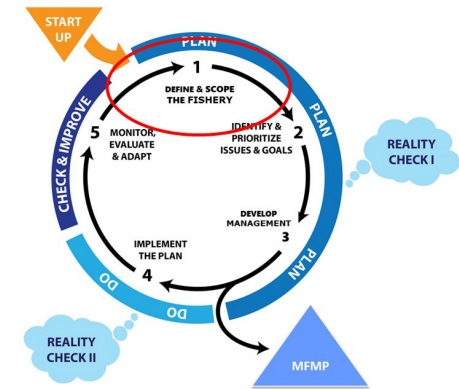 START
UP
PLAN
1
DEFINE & SCOPE
THE FISHERY
PLAN
IDENTIFY &
PRIORITIZE
ISSUES & GOALS
2
REALITY
CHECK I
DEVELOP
MANAGEMENT
3
PLAN
IMPLEMENT
THE PLAN
4
DO
DO
REALITY
CHECK II
MFMP
5
MONITOR,
EVALUATE
& ADAPT
CHECK & IMPROVE